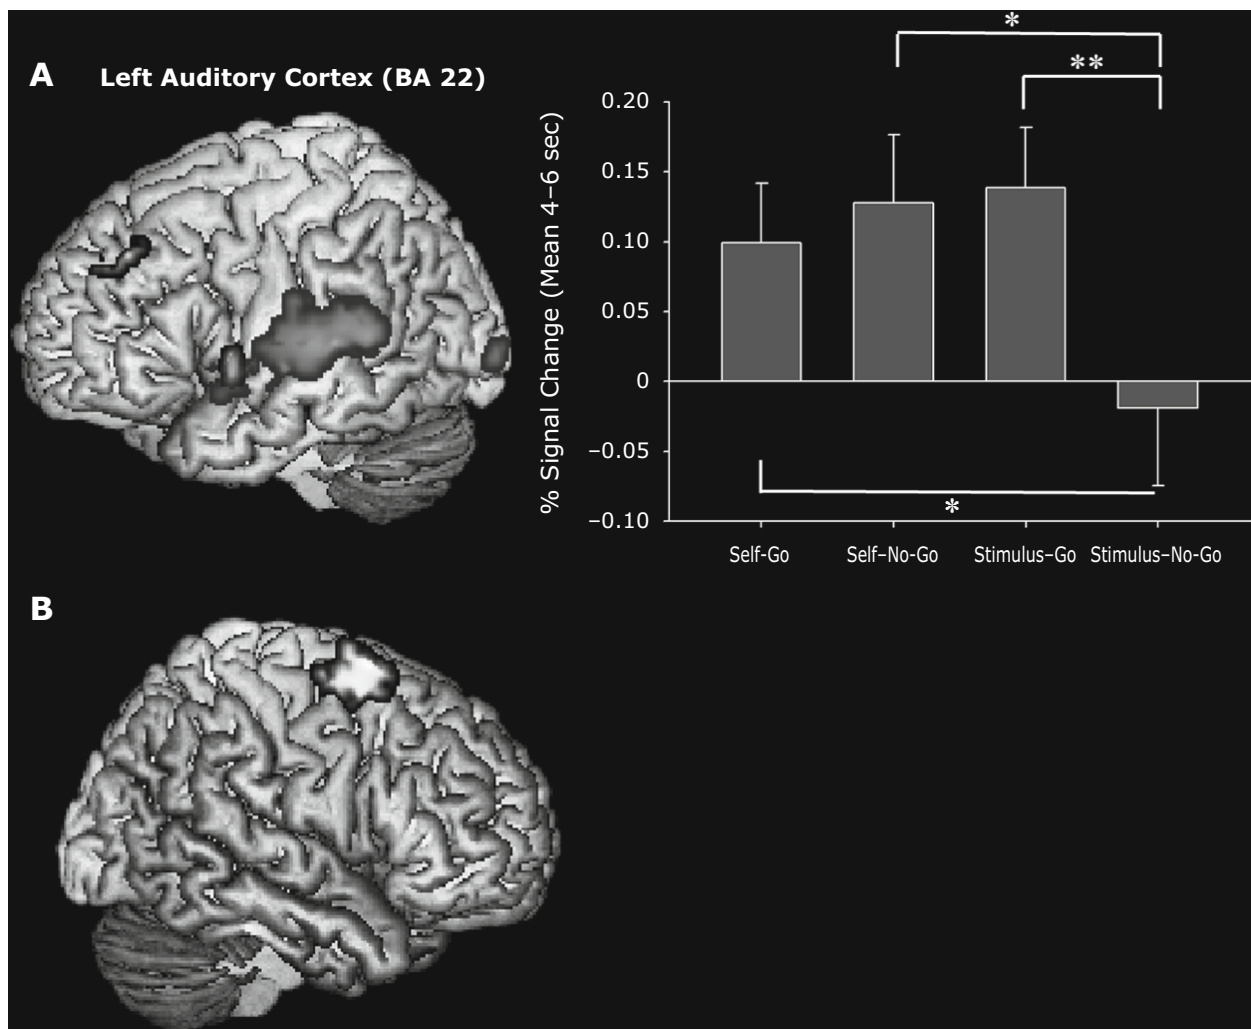 A
Left Auditory Cortex (BA 22)
*
**
% Signal Change (Mean 4–6 sec)
0.20
0.15
0.10
0.05
0
–0.05
–0.10
*
Self-Go
Self–No-Go
Stimulus–Go
Stimulus–No-Go
B